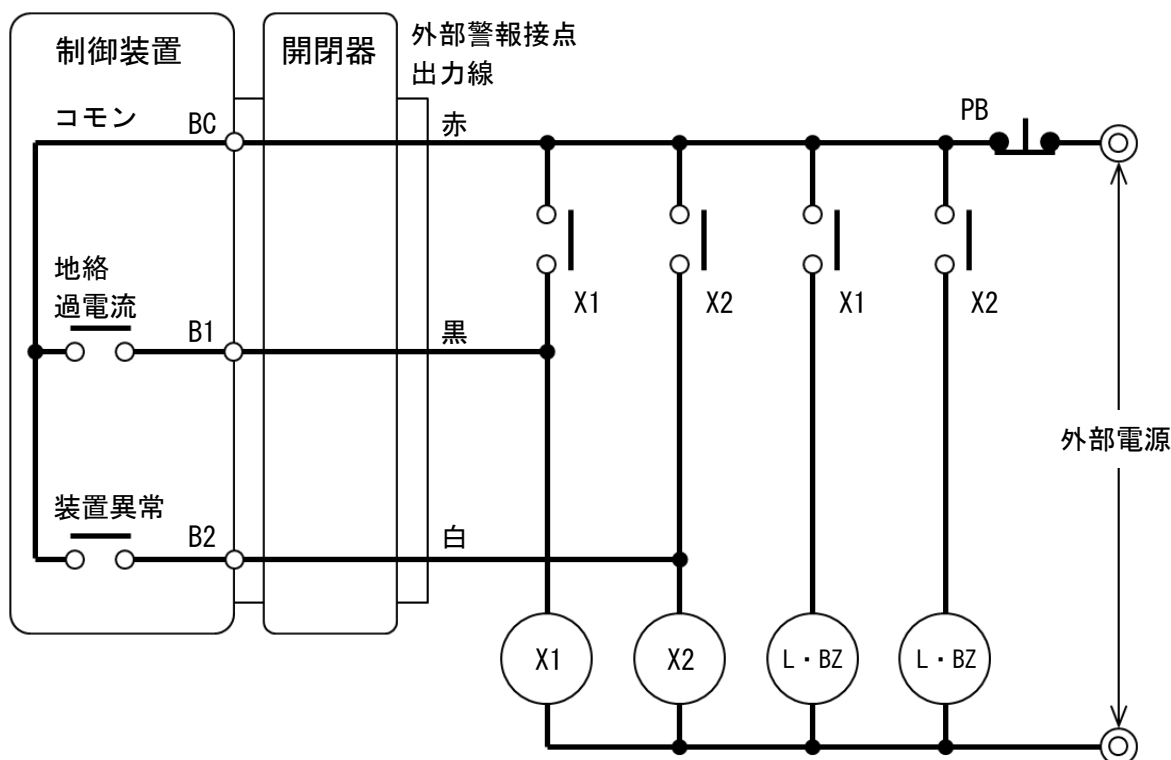 制御装置
開閉器
外部警報接点
出力線
コモン
BC
赤
PB
地絡
過電流
B1
黒
X1
X2
X1
X2
外部電源
装置異常
B2
白
X1
X2
L・BZ
L・BZ